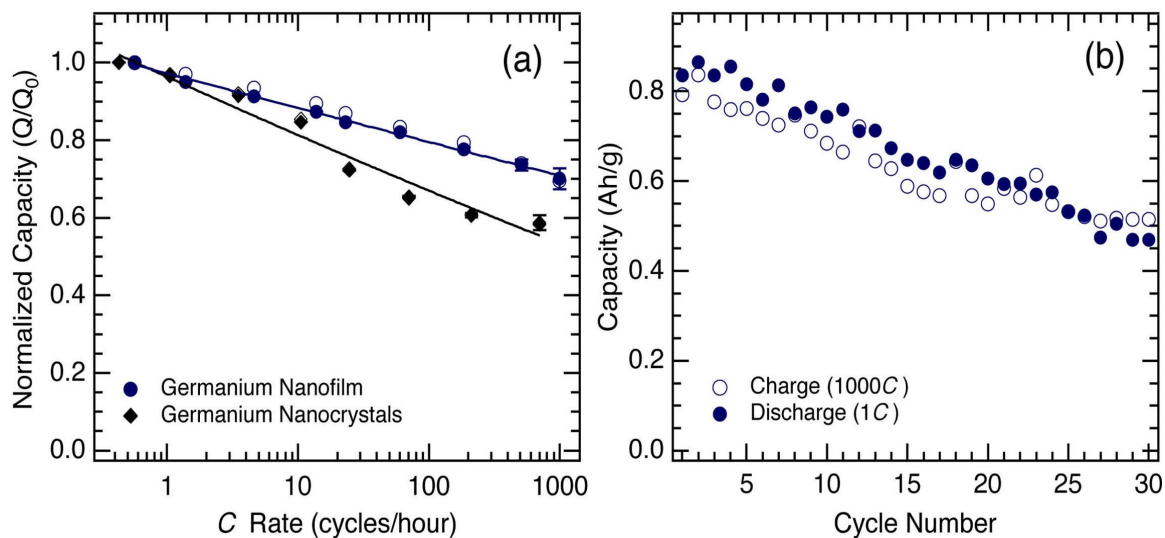 (a)
Normalized Capacity (Q/Q₀)
1.0
0.8
0.6
0.4
0.2
0.0
Germanium Nanofilm
Germanium Nanocrystals
1 10 100 1000
C Rate (cycles/hour)
(b)
Capacity (Ah/g)
0.8
0.6
0.4
0.2
0.0
Charge (1000C)
Discharge (1C)
5 10 15 20 25 30
Cycle Number